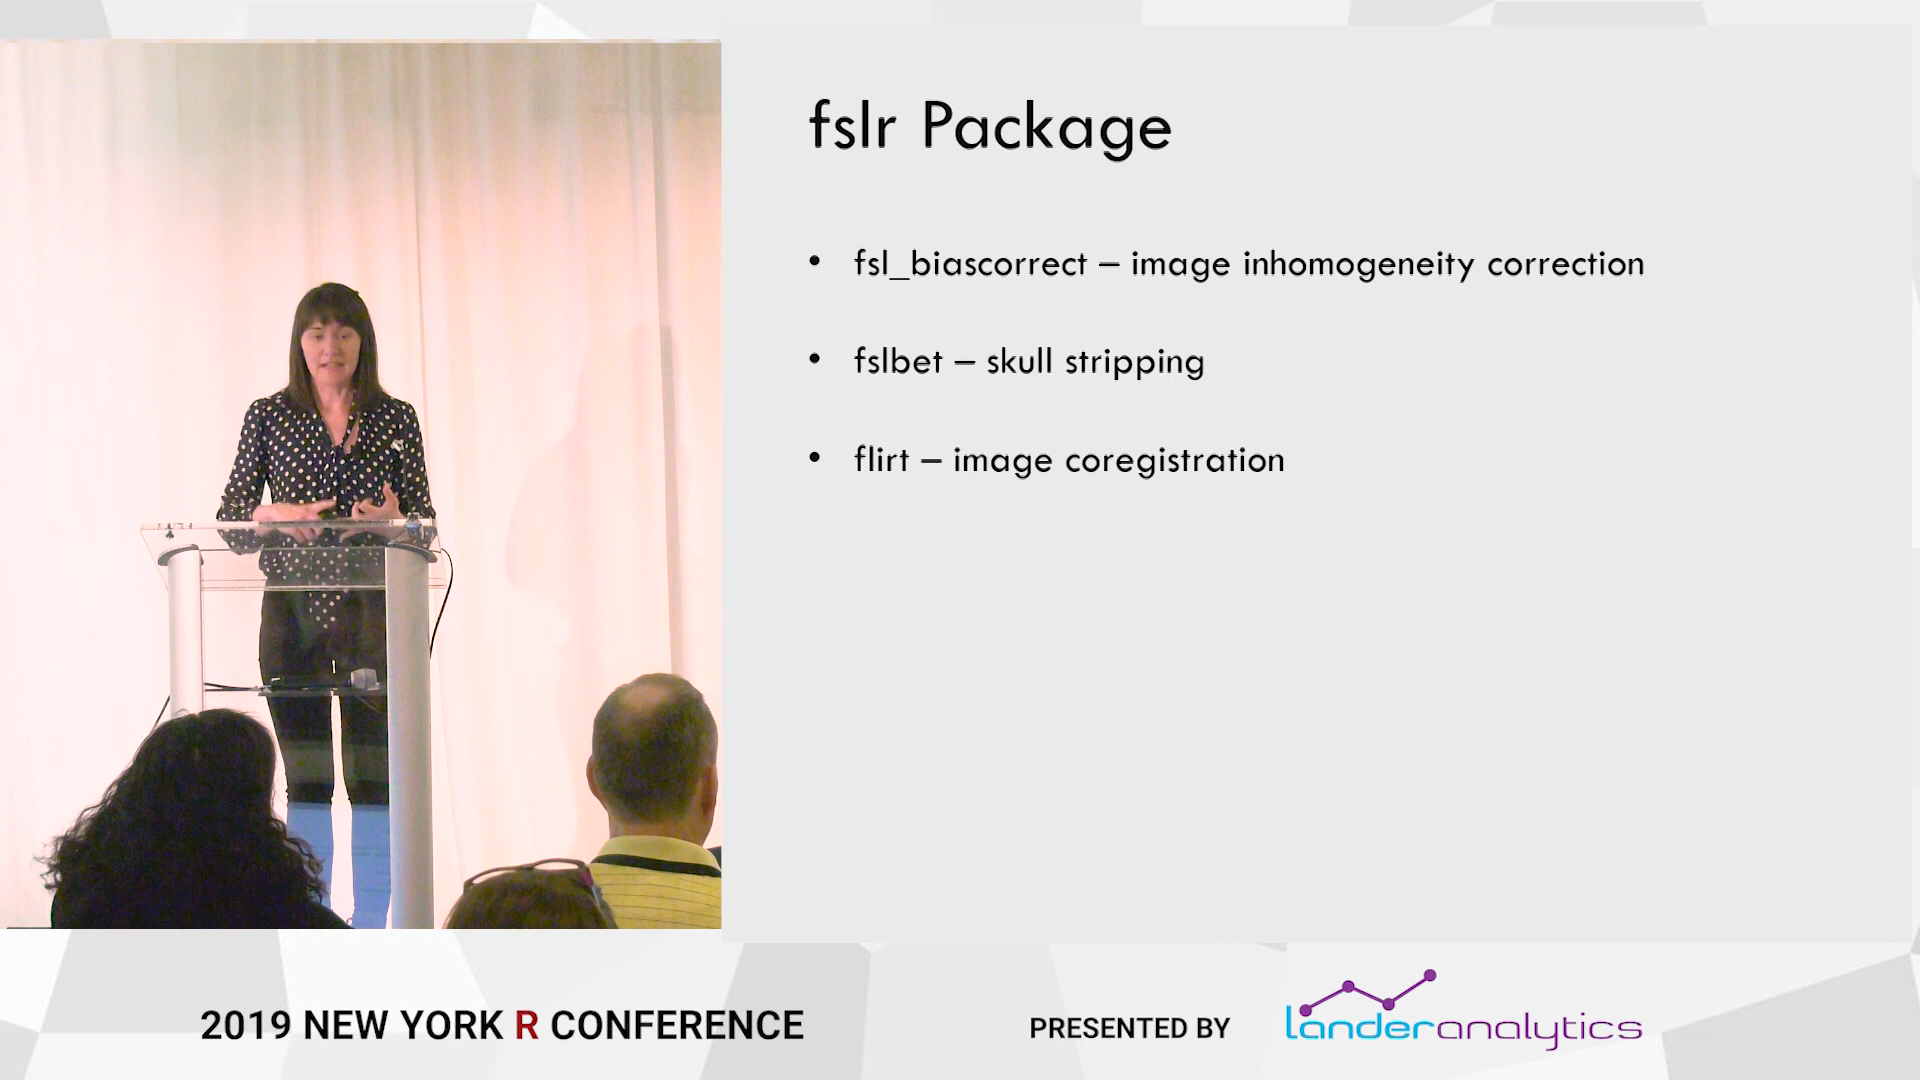 fslr Package
• fsl_biascorrect – image inhomogeneity correction
• fslbet – skull stripping
• flirt – image coregistration
2019 NEW YORK R CONFERENCE
PRESENTED BY
landeranalytics